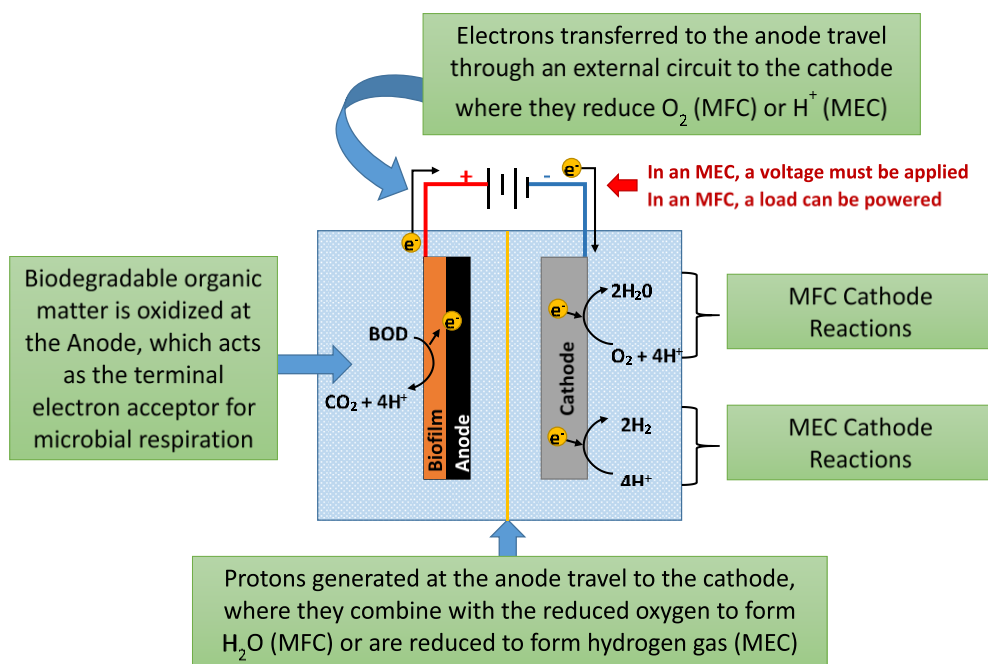 Electrons transferred to the anode travel
through an external circuit to the cathode
where they reduce O₂ (MFC) or H⁺ (MEC)
+
-
e⁻
In an MEC, a voltage must be applied
In an MFC, a load can be powered
e⁻
Biodegradable organic
matter is oxidized at
the Anode, which acts
as the terminal
electron acceptor for
microbial respiration
BOD
e⁻
CO₂ + 4H⁺
Biofilm
Anode
Cathode
e⁻
2H₂0
O₂ + 4H⁺
e⁻
2H₂
4H⁺
MFC Cathode
Reactions
MEC Cathode
Reactions
Protons generated at the anode travel to the cathode,
where they combine with the reduced oxygen to form
H₂O (MFC) or are reduced to form hydrogen gas (MEC)